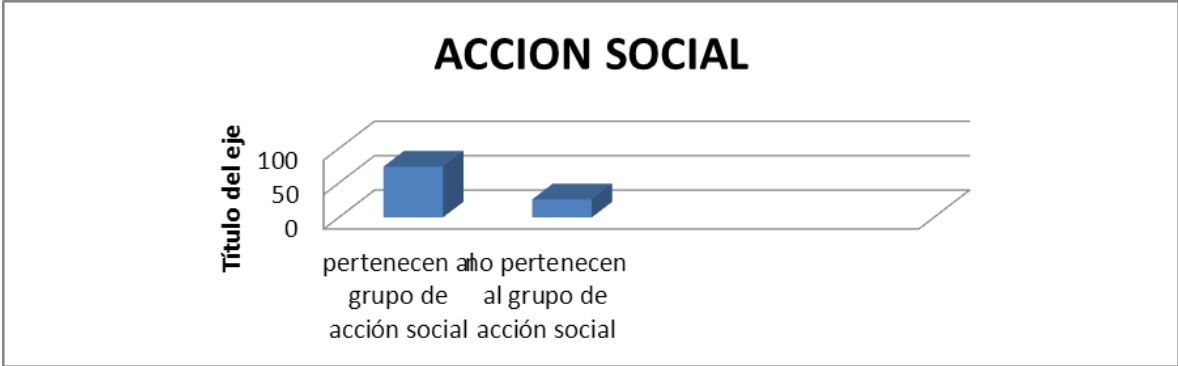 ACCION SOCIAL
Título del eje
100
50
0
pertenecen al
grupo de
acción social
no pertenecen
al grupo de
acción social